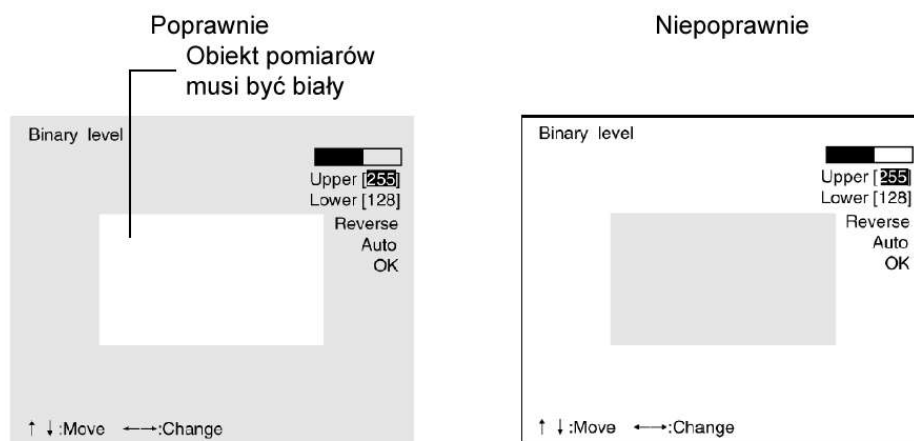 Poprawnie
Obiekt pomiarów
musi być biały
Binary level
Upper [255]
Lower [128]
Reverse
Auto
OK
↑ ↓:Move ←→:Change
Niepoprawnie
Binary level
Upper [255]
Lower [128]
Reverse
Auto
OK
↑ ↓:Move ←→:Change